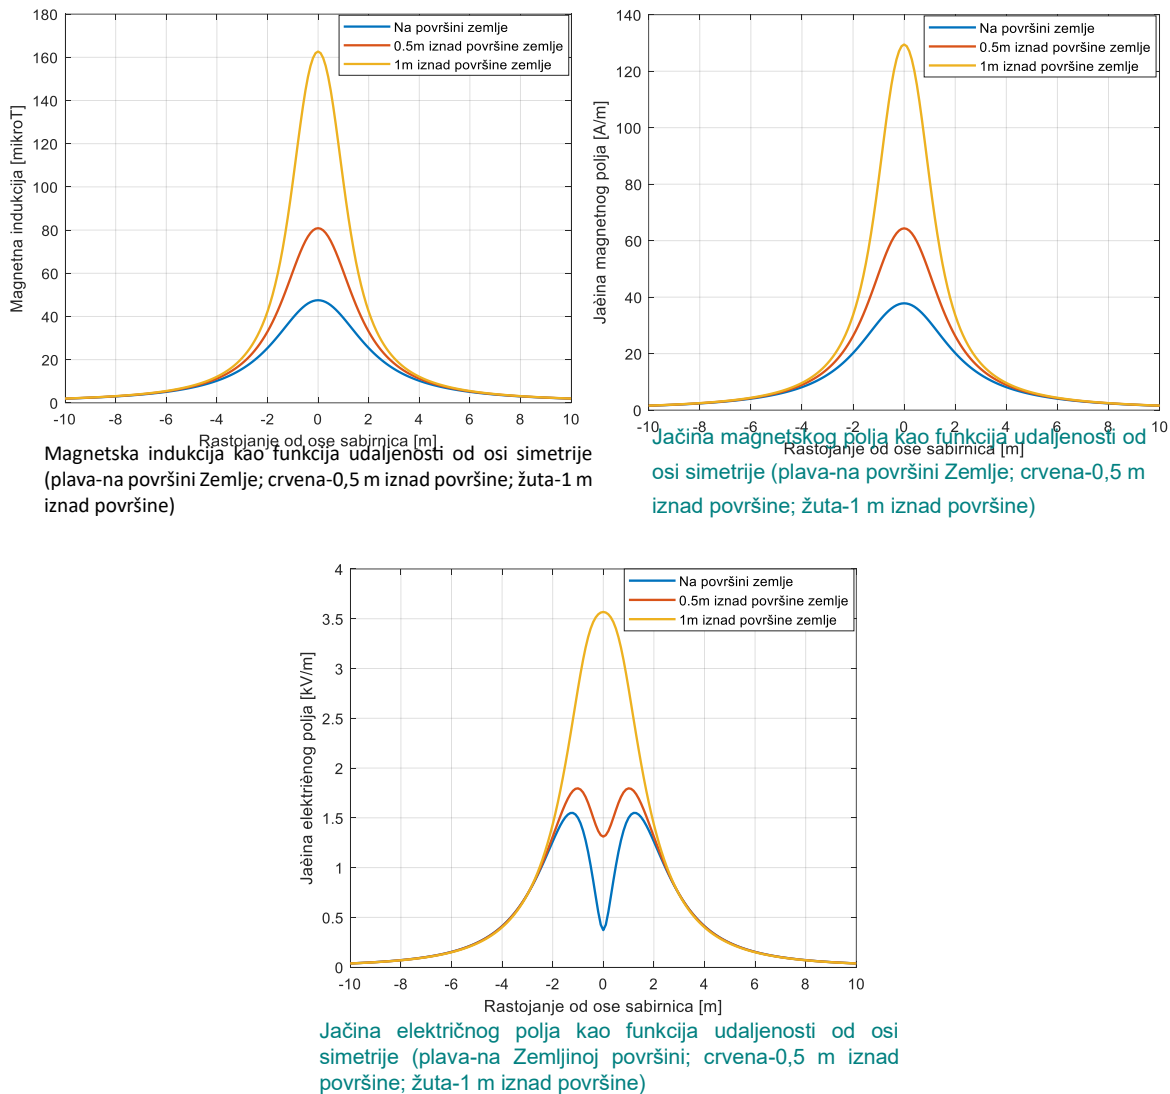 180
160
140
120
100
80
60
40
20
0
Magnetna indukcija [mikroT]
Na površini zemlje
0.5m iznad površine zemlje
1m iznad površine zemlje
-10 -8 -6 -4 -2 0 2 4 6 8 10
Rastojanje od ose sabirnica [m]
Magnetska indukcija kao funkcija udaljenosti od osi simetrije
(plava-na površini Zemlje; crvena-0,5 m iznad površine; žuta-1 m
iznad površine)
140
120
100
80
60
40
20
0
Jaèina magnetnog polja [A/m]
Na površini zemlje
0.5m iznad površine zemlje
1m iznad površine zemlje
-10 -8 -6 -4 -2 0 2 4 6 8 10
Rastojanje od ose sabirnica [m]
Jačina magnetskog polja kao funkcija udaljenosti od
osi simetrije (plava-na površini Zemlje; crvena-0,5 m
iznad površine; žuta-1 m iznad površine)
4
3.5
3
2.5
2
1.5
1
0.5
0
Jaèina elektriènog polja [kV/m]
Na površini zemlje
0.5m iznad površine zemlje
1m iznad površine zemlje
-10 -8 -6 -4 -2 0 2 4 6 8 10
Rastojanje od ose sabirnica [m]
Jačina električnog polja kao funkcija udaljenosti od osi
simetrije (plava-na Zemljinoj površini; crvena-0,5 m iznad
površine; žuta-1 m iznad površine)